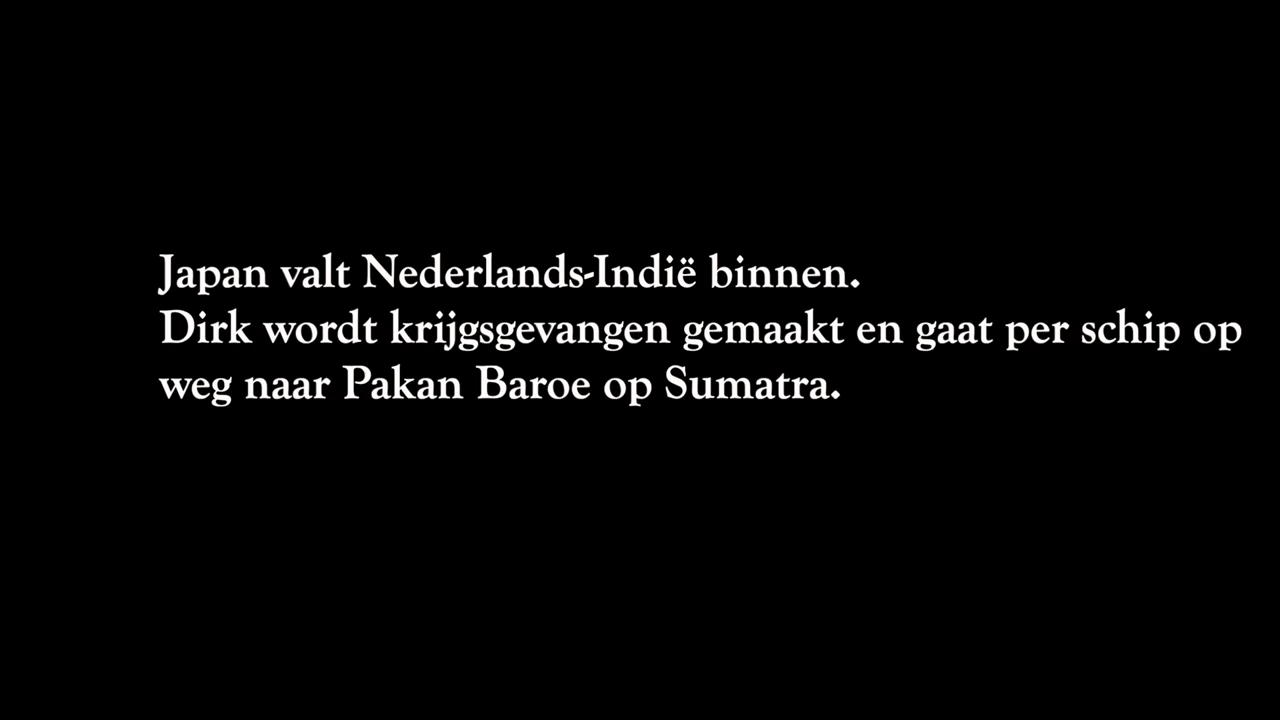 Japan valt Nederlands-Indië binnen.
Dirk wordt krijgsgevangen gemaakt en gaat per schip op
weg naar Pakan Baroe op Sumatra.